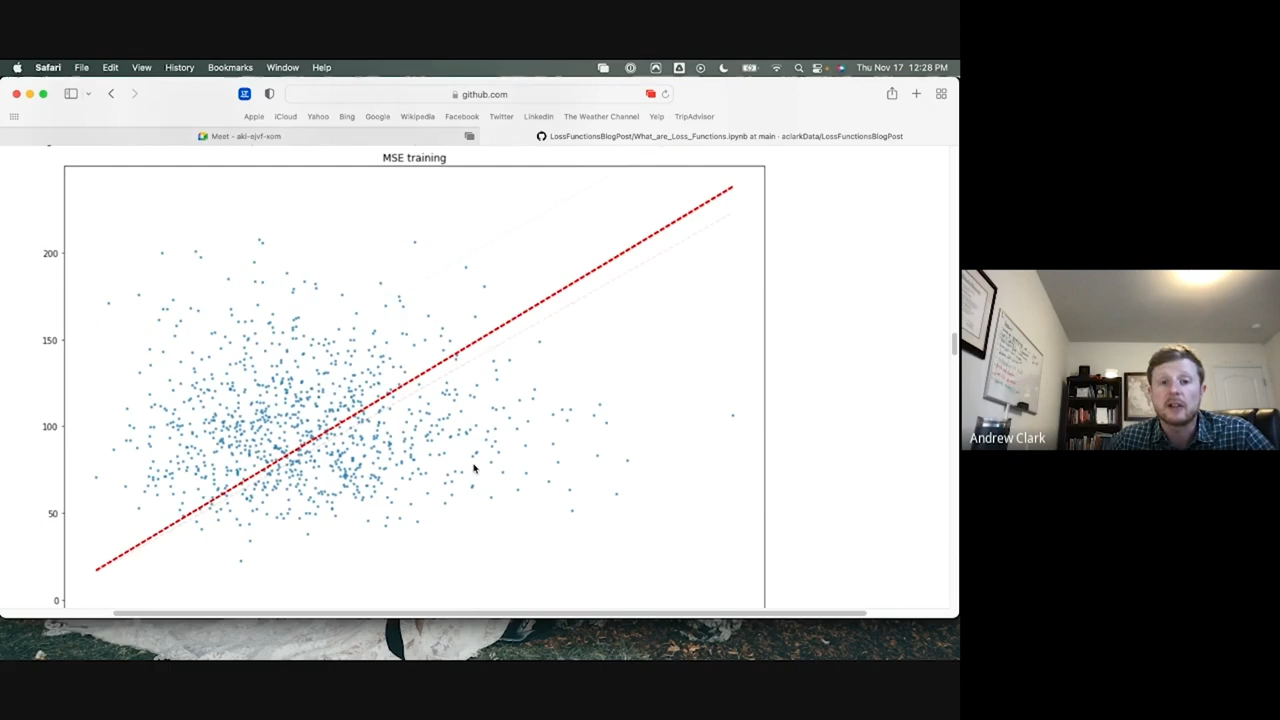 Safari File Edit View History Bookmarks Window Help Thu Nov 17 12:28 PM
github.com
Apple iCloud Yahoo Bing Google Wikipedia Facebook Twitter LinkedIn The Weather Channel Yelp TripAdvisor
Meet - aki-ejvf-xom LossFunctionsBlogPost/What_are_Loss_Functions.ipynb at main · aclarkData/LossFunctionsBlogPost
MSE training
200
150
100
50
0
Andrew Clark